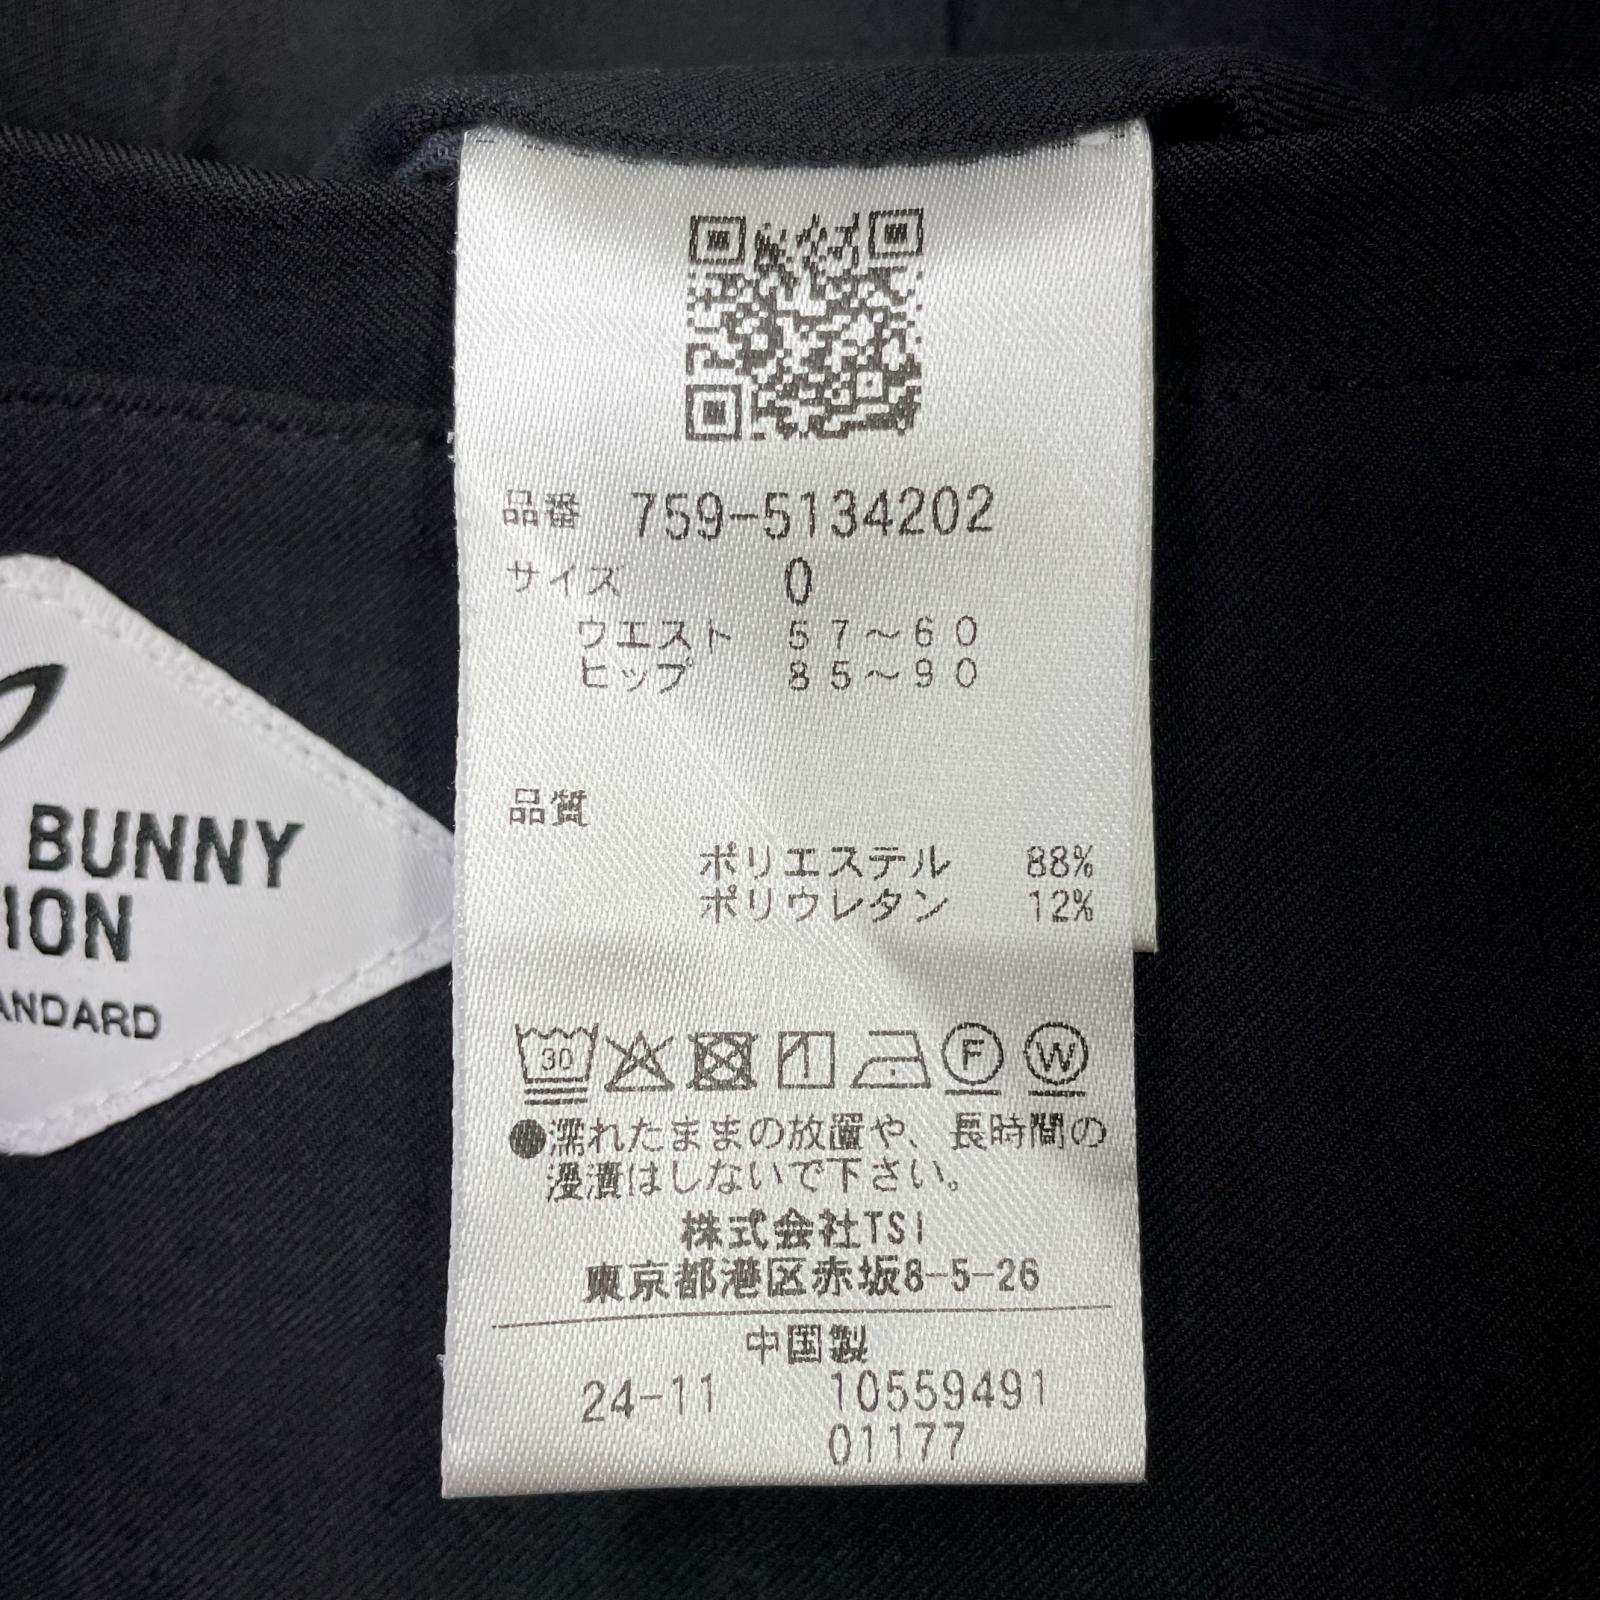 品番 759-5134202
サイズ 0
ウエスト 57〜60
ヒップ 85〜90
品質
ポリエステル 88%
ポリウレタン 12%
30
F W
●濡れたままの放置や、長時間の
浸漬はしないで下さい。
株式会社TSI
東京都港区赤坂8-5-26
中国製
24-11 10559491
01177
BUNNY
ION
ANDARD